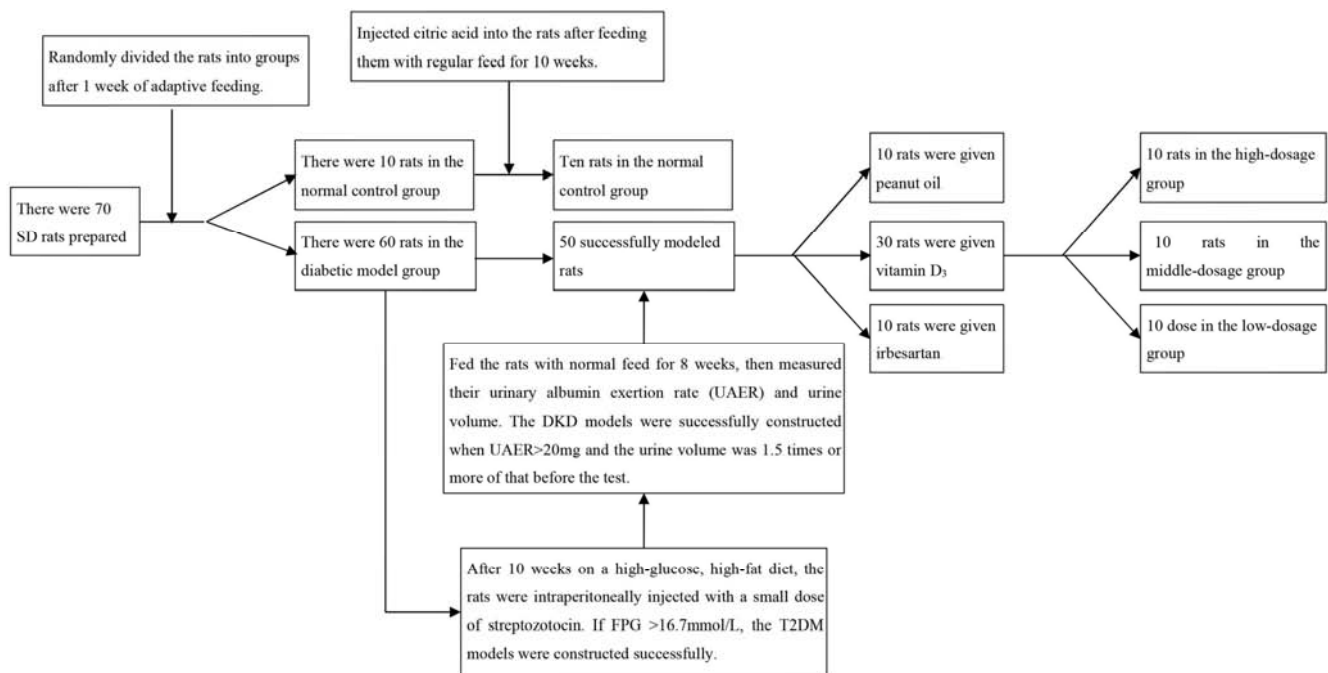 Randomly divided the rats into groups
after 1 week of adaptive feeding.
Injected citric acid into the rats after feeding
them with regular feed for 10 weeks.
There were 70
SD rats prepared
There were 10 rats in the
normal control group
Ten rats in the normal
control group
There were 60 rats in the
diabetic model group
50 successfully modeled
rats
10 rats were given
peanut oil
30 rats were given
vitamin D₃
10 rats were given
irbesartan
10 rats in the high-dosage
group
10 rats in the
middle-dosage group
10 dose in the low-dosage
group
Fed the rats with normal feed for 8 weeks, then measured
their urinary albumin exertion rate (UAER) and urine
volume. The DKD models were successfully constructed
when UAER>20mg and the urine volume was 1.5 times or
more of that before the test.
After 10 weeks on a high-glucose, high-fat diet, the
rats were intraperitoneally injected with a small dose
of streptozotocin. If FPG >16.7mmol/L, the T2DM
models were constructed successfully.